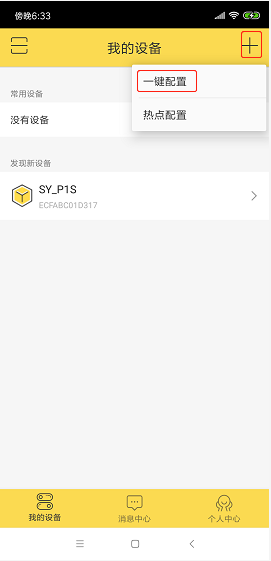 傍晚6:33
我的设备
一键配置
常用设备
热点配置
没有设备
发现新设备
SY_P1S
ECFABC01D317
我的设备
消息中心
个人中心